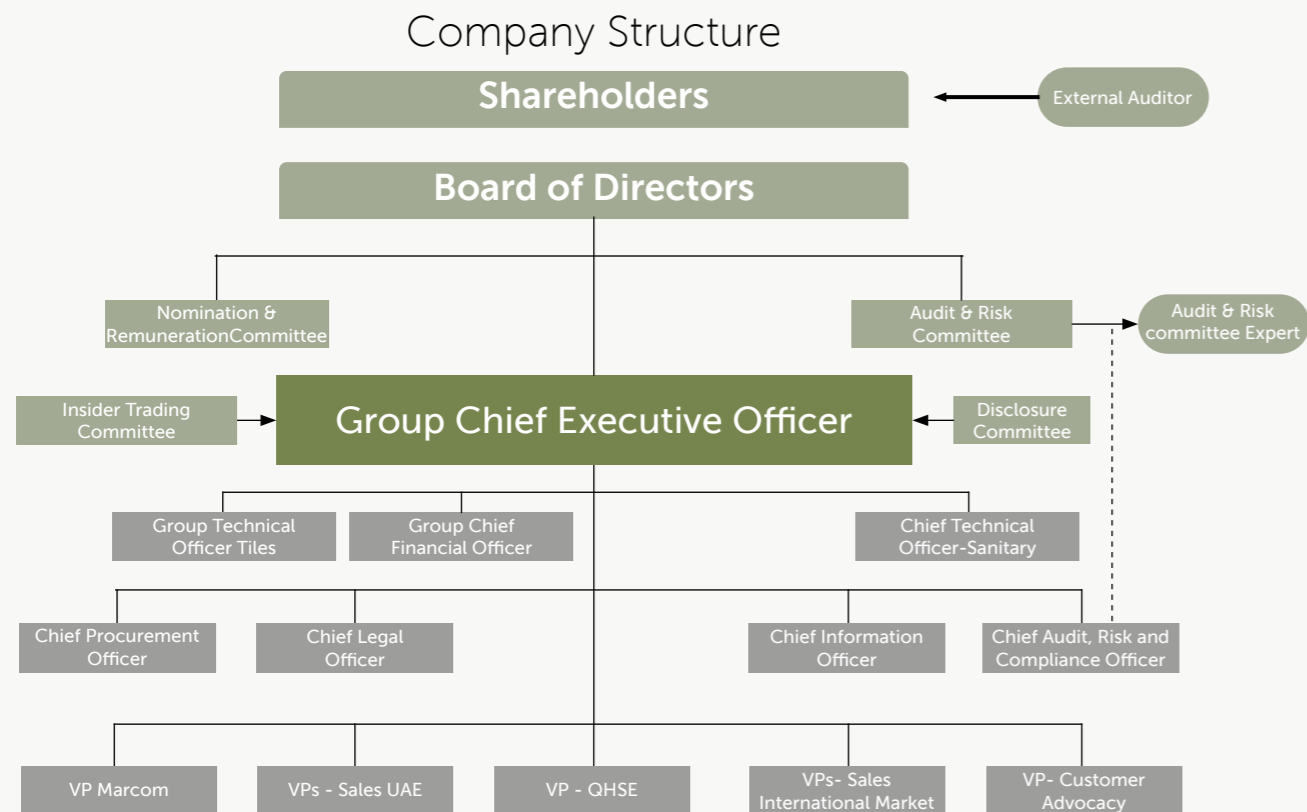 Company Structure
Shareholders
External Auditor
Board of Directors
Nomination &
RemunerationCommittee
Audit & Risk
Committee
Audit & Risk
committee Expert
Insider Trading
Committee
Group Chief Executive Officer
Disclosure
Committee
Group Technical
Officer Tiles
Group Chief
Financial Officer
Chief Technical
Officer-Sanitary
Chief Procurement
Officer
Chief Legal
Officer
Chief Information
Officer
Chief Audit, Risk and
Compliance Officer
VP Marcom
VPs - Sales UAE
VP - QHSE
VPs- Sales
International Market
VP- Customer
Advocacy